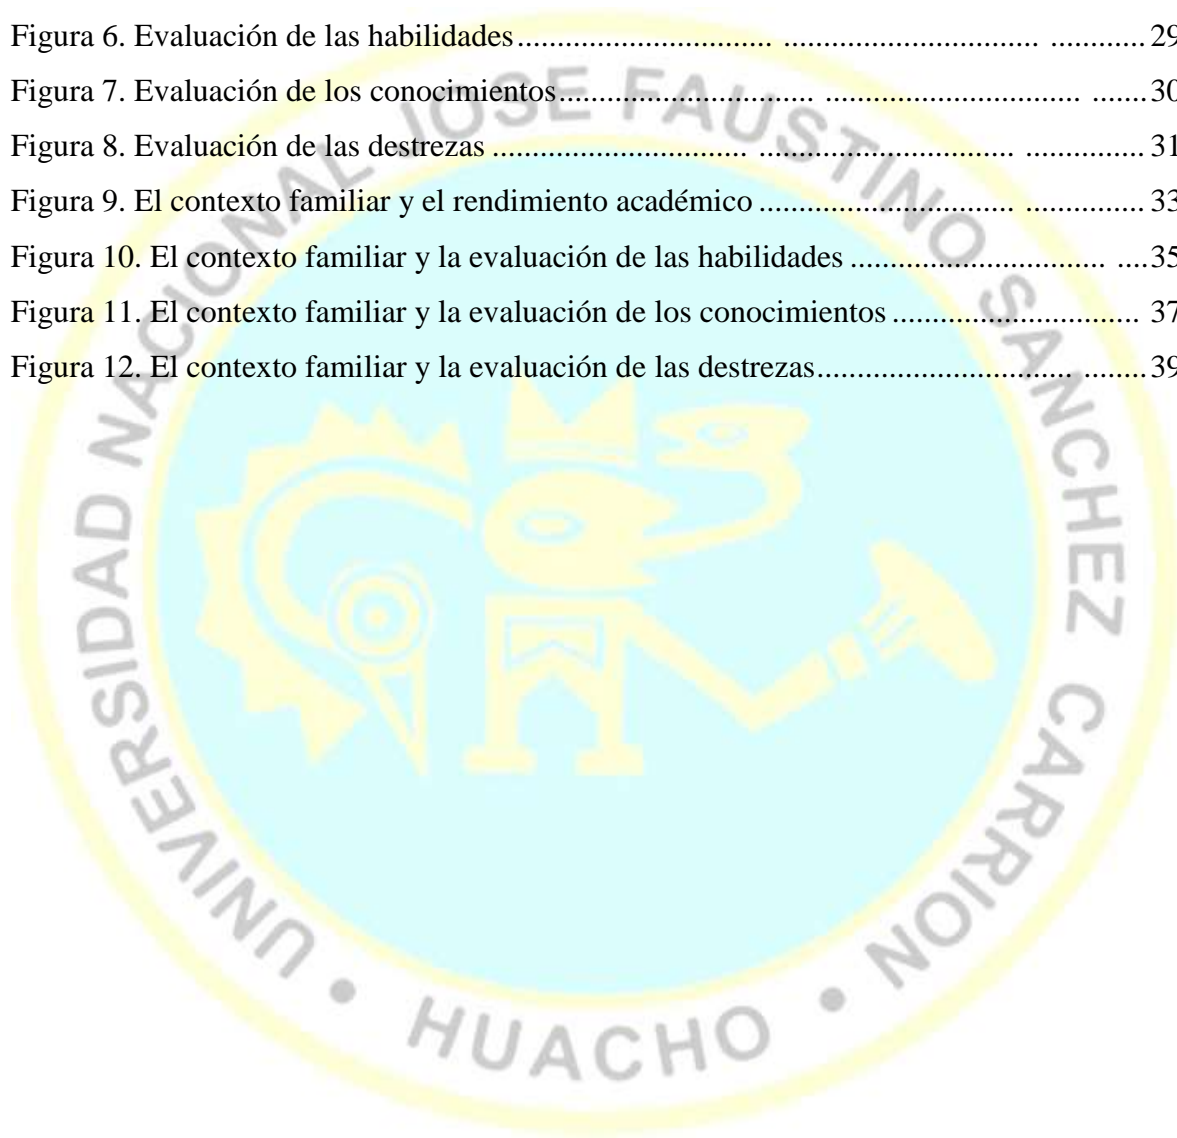 Figura 6. Evaluación de las habilidades............................... ................................ ............ 29
Figura 7. Evaluación de los conocimientos............................... ................................ ....... 30
Figura 8. Evaluación de las destrezas ................................ ................................ ............... 31
Figura 9. El contexto familiar y el rendimiento académico ................................ ............... 33
Figura 10. El contexto familiar y la evaluación de las habilidades ................................ .... 35
Figura 11. El contexto familiar y la evaluación de los conocimientos ............................... 37
Figura 12. El contexto familiar y la evaluación de las destrezas................................ ........ 39
UNIVERSIDAD NACIONAL JOSE FAUSTINO SANCHEZ CARRION • HUACHO •